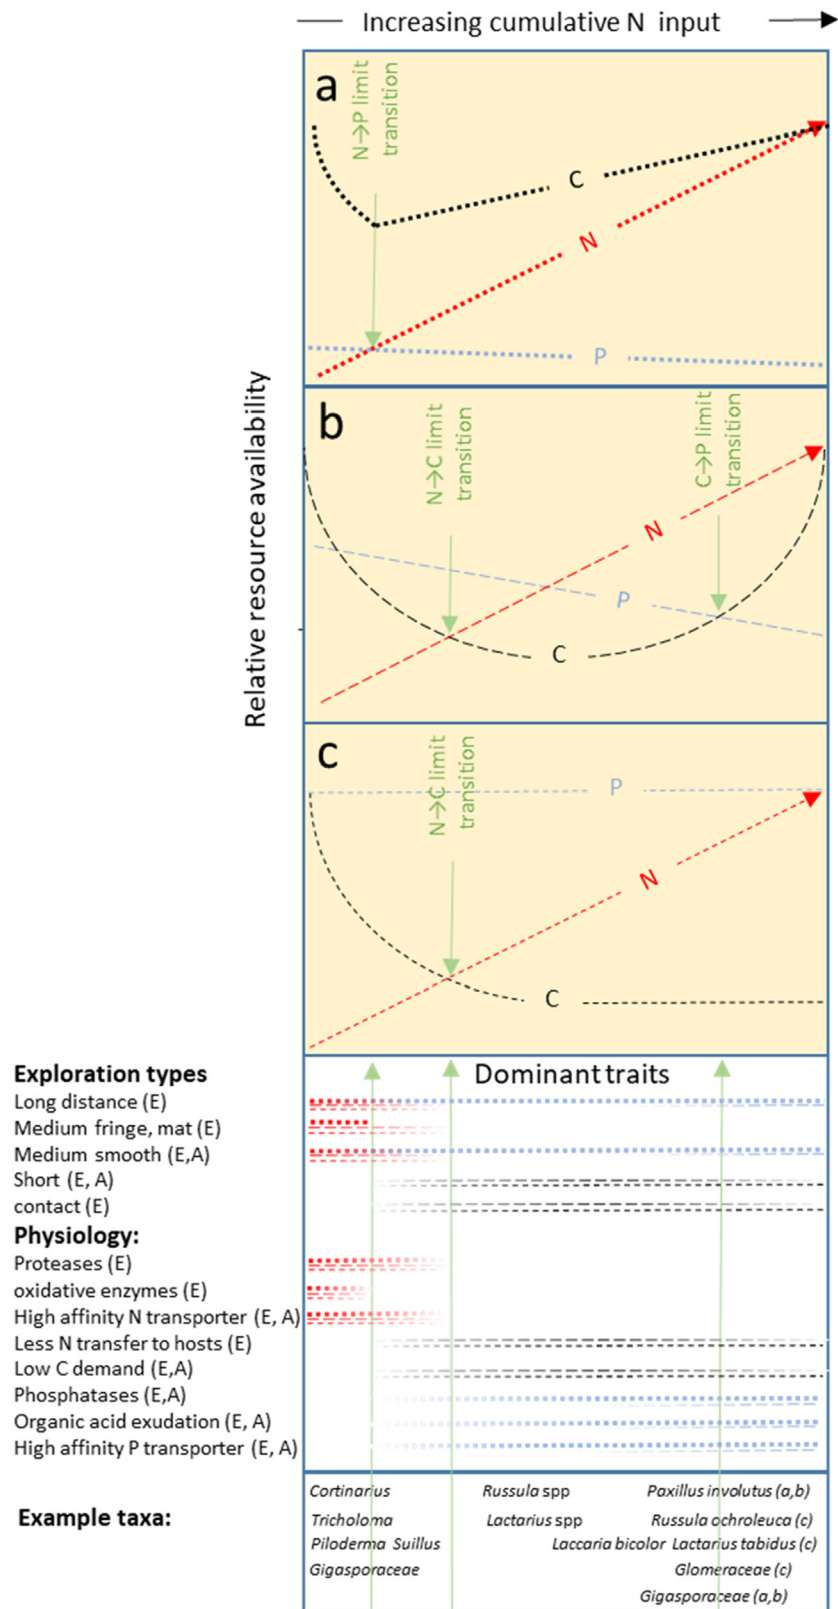 Increasing cumulative N input
a
N→P limit
transition
C
N
P
Relative resource availability
b
N→C limit
transition
C→P limit
transition
N
P
C
c
N→C limit
transition
P
N
C
Exploration types
Dominant traits
Long distance (E)
Medium fringe, mat (E)
Medium smooth (E,A)
Short (E, A)
contact (E)
Physiology:
Proteases (E)
oxidative enzymes (E)
High affinity N transporter (E, A)
Less N transfer to hosts (E)
Low C demand (E,A)
Phosphatases (E,A)
Organic acid exudation (E, A)
High affinity P transporter (E, A)
Example taxa:
Cortinarius Russula spp Paxillus involutus (a,b)
Tricholoma Lactarius spp Russula ochroleuca (c)
Piloderma Suillus Laccaria bicolor Lactarius tabidus (c)
Gigasporaceae Glomeraceae (c)
Gigasporaceae (a,b)